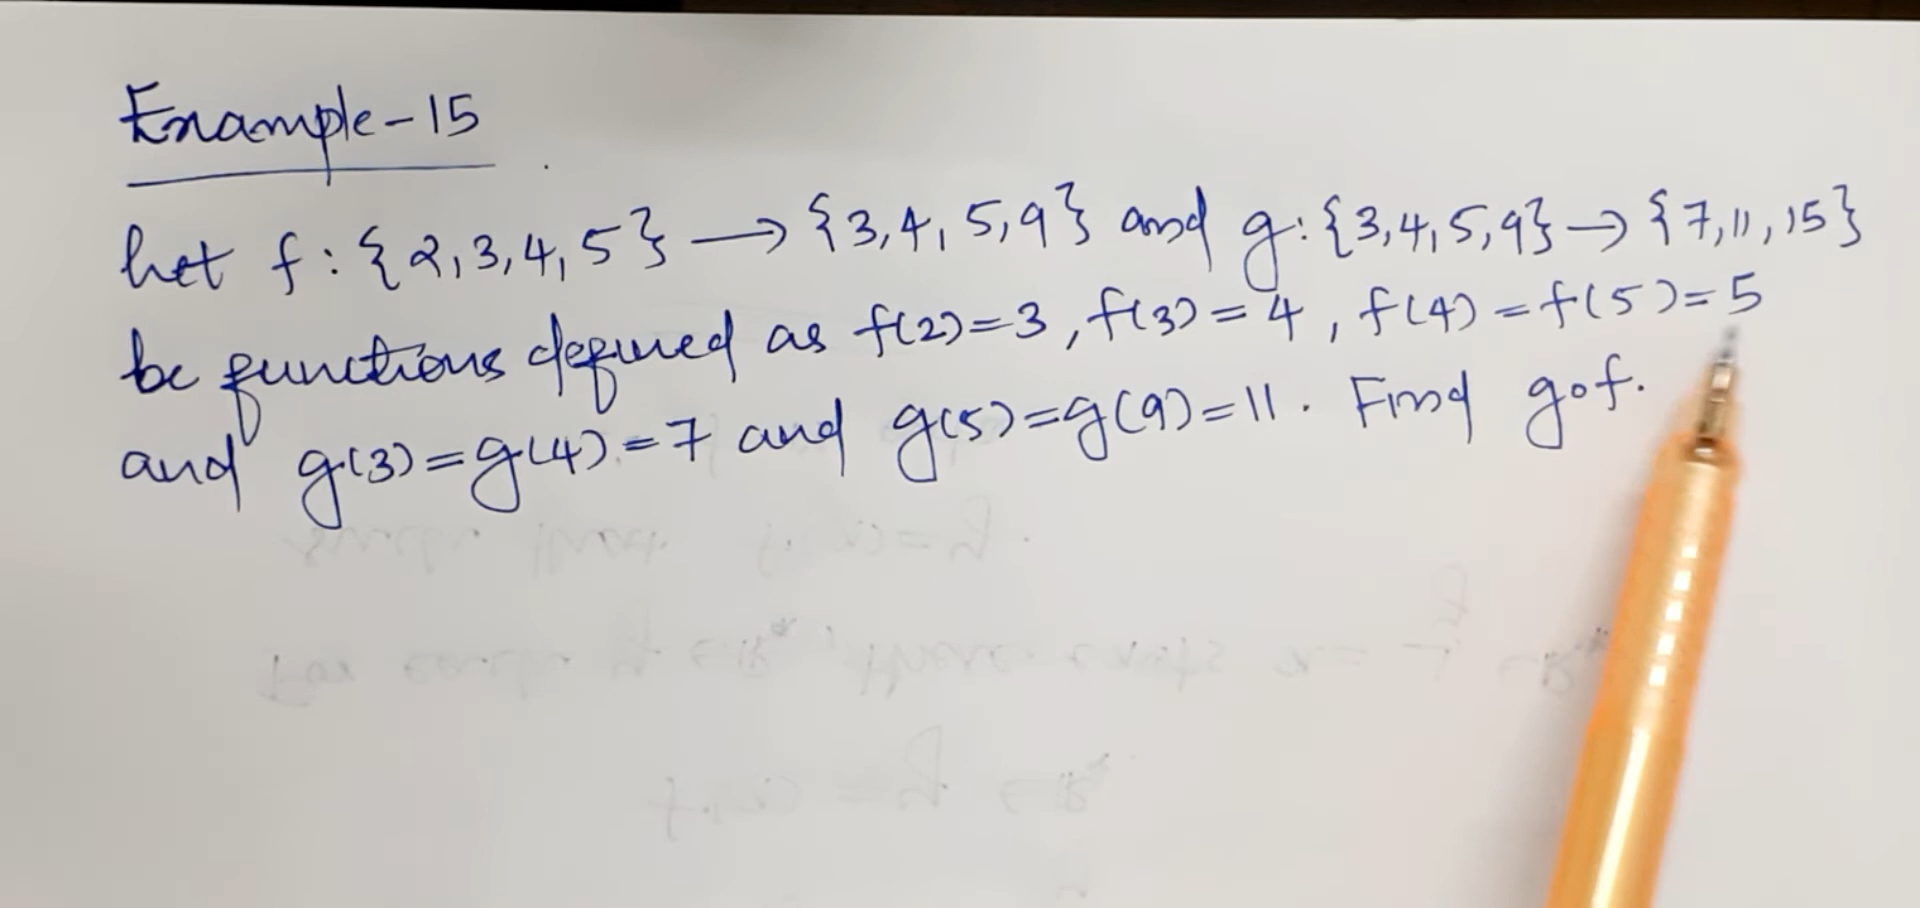 Example-15
Let f: {2,3,4,5} → {3,4,5,9} and g: {3,4,5,9} → {7,11,15}
be functions defined as f(2)=3, f(3)=4, f(4)=f(5)=5
and g(3)=g(4)=7 and g(5)=g(9)=11. Find gof.